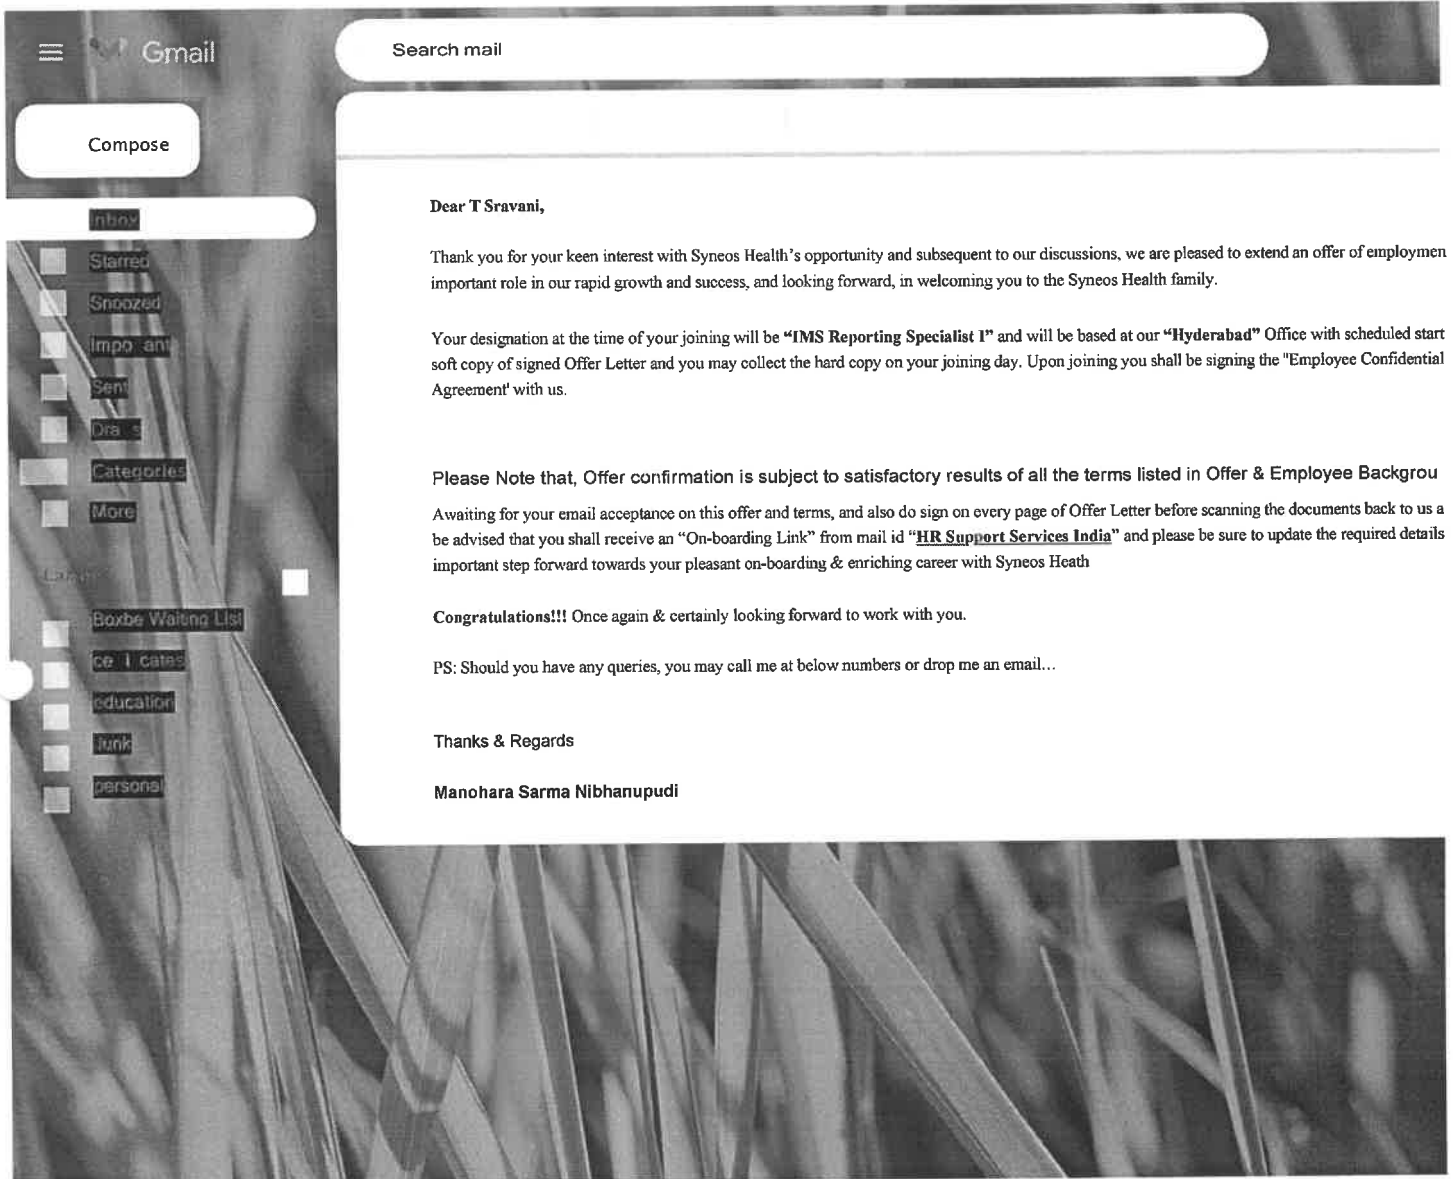 Gmail
Search mail
Compose
Inbox
Starred
Snoozed
Impo ant
Sent
Dra s
Categories
More
Boxbe Waiting List
ce i cates
education
Junk
personal
Dear T Sravani,
Thank you for your keen interest with Syneos Health's opportunity and subsequent to our discussions, we are pleased to extend an offer of employmen
important role in our rapid growth and success, and looking forward, in welcoming you to the Syneos Health family.
Your designation at the time of your joining will be “IMS Reporting Specialist I” and will be based at our “Hyderabad” Office with scheduled start
soft copy of signed Offer Letter and you may collect the hard copy on your joining day. Upon joining you shall be signing the "Employee Confidential
Agreement' with us.
Please Note that, Offer confirmation is subject to satisfactory results of all the terms listed in Offer & Employee Backgrou
Awaiting for your email acceptance on this offer and terms, and also do sign on every page of Offer Letter before scanning the documents back to us a
be advised that you shall receive an “On-boarding Link” from mail id “HR Support Services India” and please be sure to update the required details
important step forward towards your pleasant on-boarding & enriching career with Syneos Heath
Congratulations!!! Once again & certainly looking forward to work with you.
PS: Should you have any queries, you may call me at below numbers or drop me an email…
Thanks & Regards
Manohara Sarma Nibhanupudi